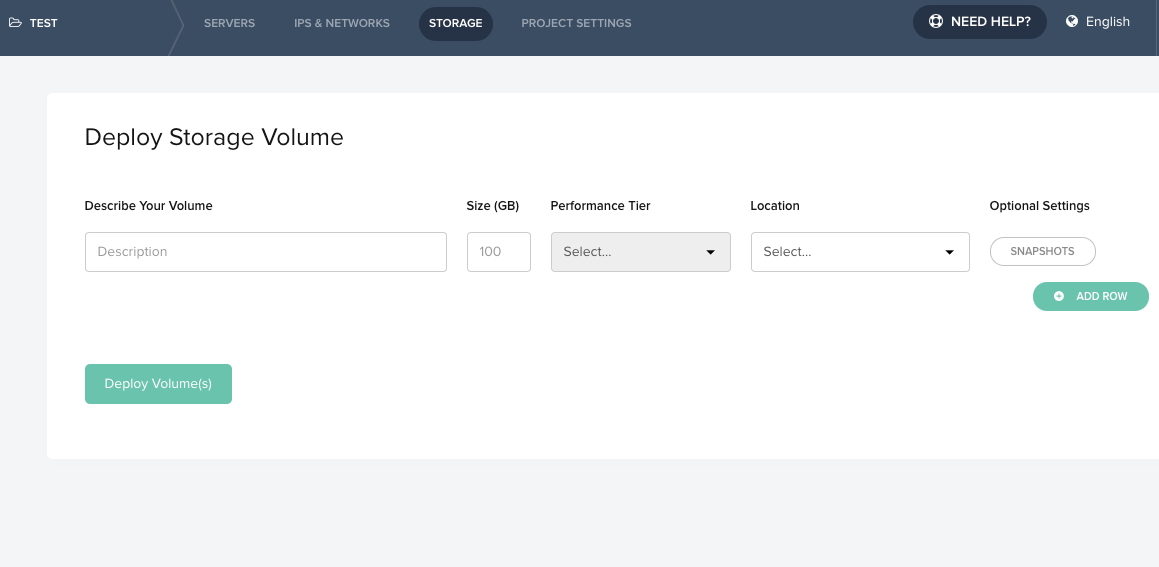 TEST
SERVERS
IPS & NETWORKS
STORAGE
PROJECT SETTINGS
NEED HELP?
English
Deploy Storage Volume
Describe Your Volume
Size (GB)
Performance Tier
Location
Optional Settings
Description
100
Select...
Select...
SNAPSHOTS
ADD ROW
Deploy Volume(s)